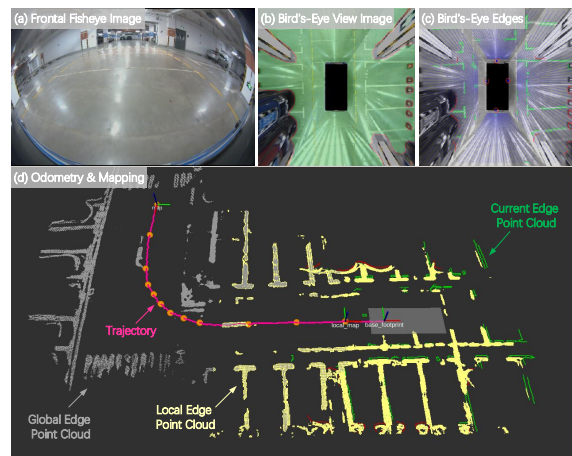 (a) Frontal Fisheye Image
(b) Bird's-Eye View Image
(c) Bird's-Eye Edges
(d) Odometry & Mapping
Current Edge
Point Cloud
Trajectory
local_map
base_footprint
Global Edge
Point Cloud
Local Edge
Point Cloud